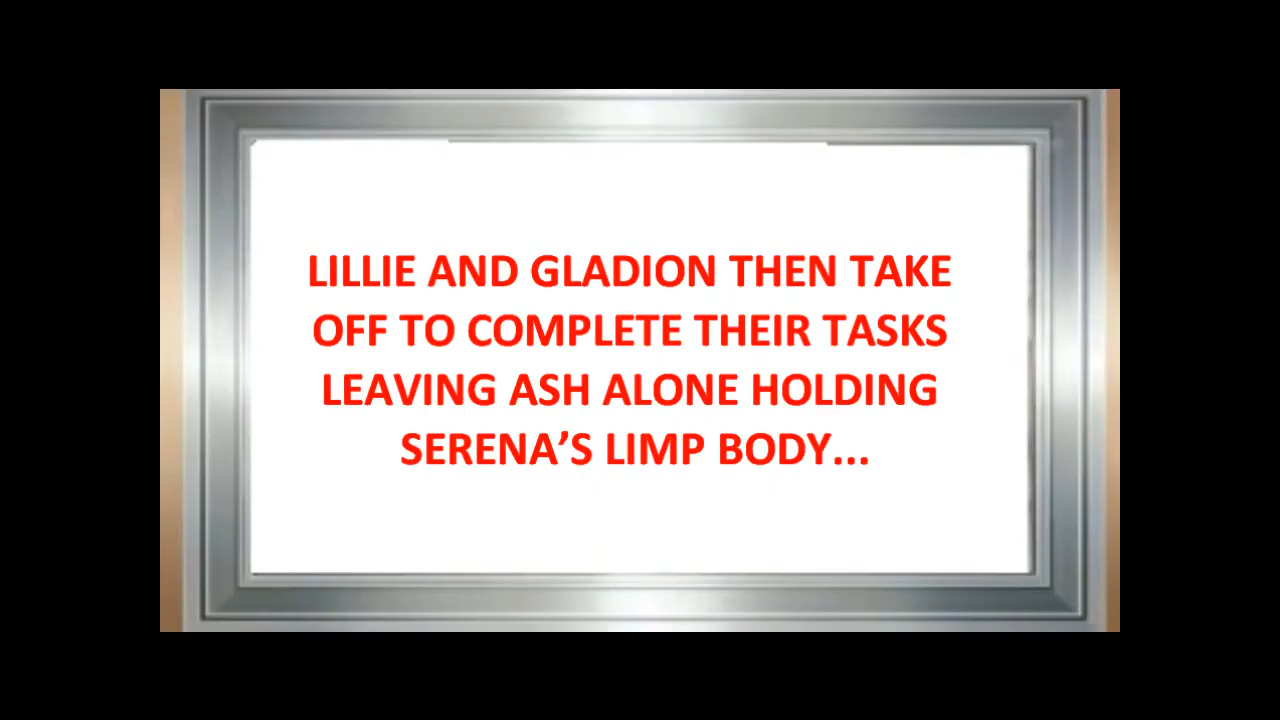 LILLIE AND GLADION THEN TAKE
OFF TO COMPLETE THEIR TASKS
LEAVING ASH ALONE HOLDING
SERENA’S LIMP BODY...